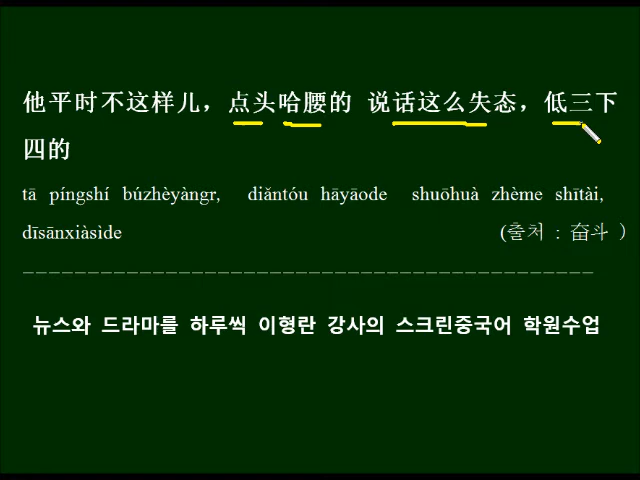 他平时不这样儿，点头哈腰的 说话这么失态，低三下
四的
tā píngshí búzhèyàngr, diǎntóu hāyāode shuōhuà zhème shītài,
dīsānxiàsìde (출처 : 奋斗 )
뉴스와 드라마를 하루씩 이형란 강사의 스크린중국어 학원수업